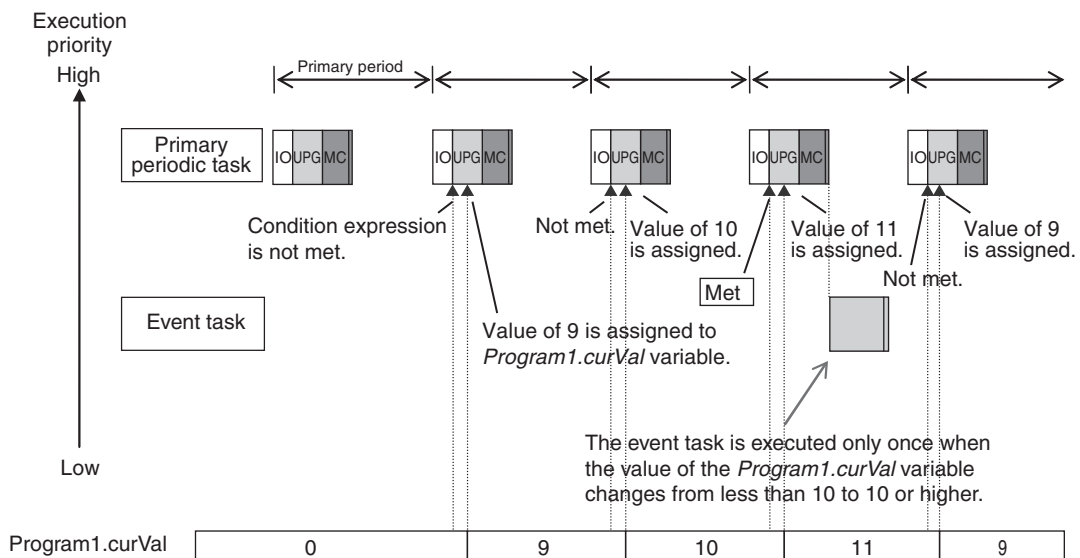 Execution
priority
High
Primary period
Primary
periodic task
IO UPG MC
IO UPG MC
IO UPG MC
IO UPG MC
IO UPG MC
Condition expression
is not met.
Not met.
Value of 10
is assigned.
Value of 11
is assigned.
Value of 9
is assigned.
Not met.
Met
Event task
Value of 9 is assigned to
Program1.curVal variable.
The event task is executed only once when
the value of the Program1.curVal variable
changes from less than 10 to 10 or higher.
Low
Program1.curVal 0 9 10 11 9